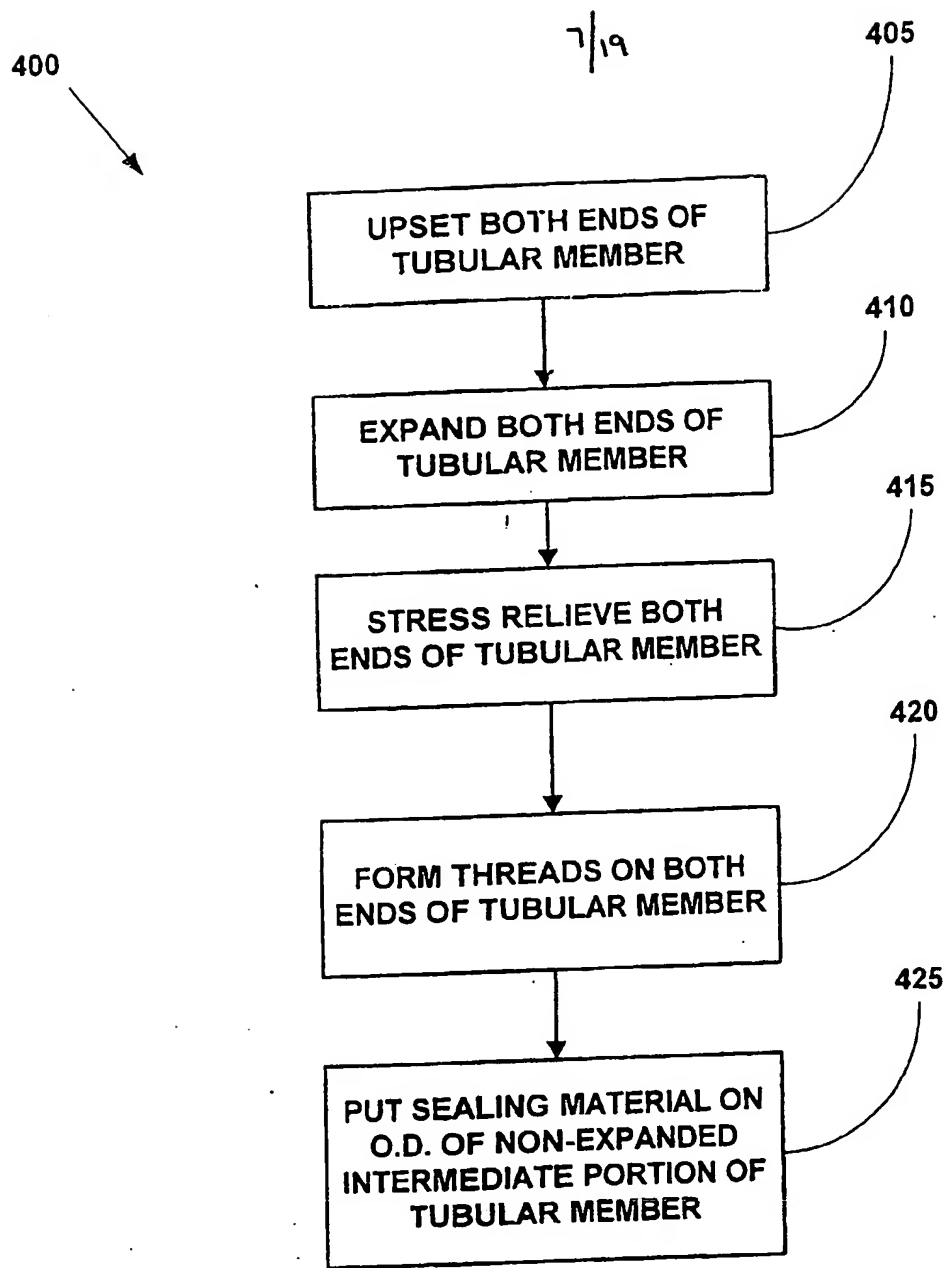 7/19
400
405
UPSET BOTH ENDS OF
TUBULAR MEMBER
410
EXPAND BOTH ENDS OF
TUBULAR MEMBER
415
STRESS RELIEVE BOTH
ENDS OF TUBULAR MEMBER
420
FORM THREADS ON BOTH
ENDS OF TUBULAR MEMBER
425
PUT SEALING MATERIAL ON
O.D. OF NON-EXPANDED
INTERMEDIATE PORTION OF
TUBULAR MEMBER